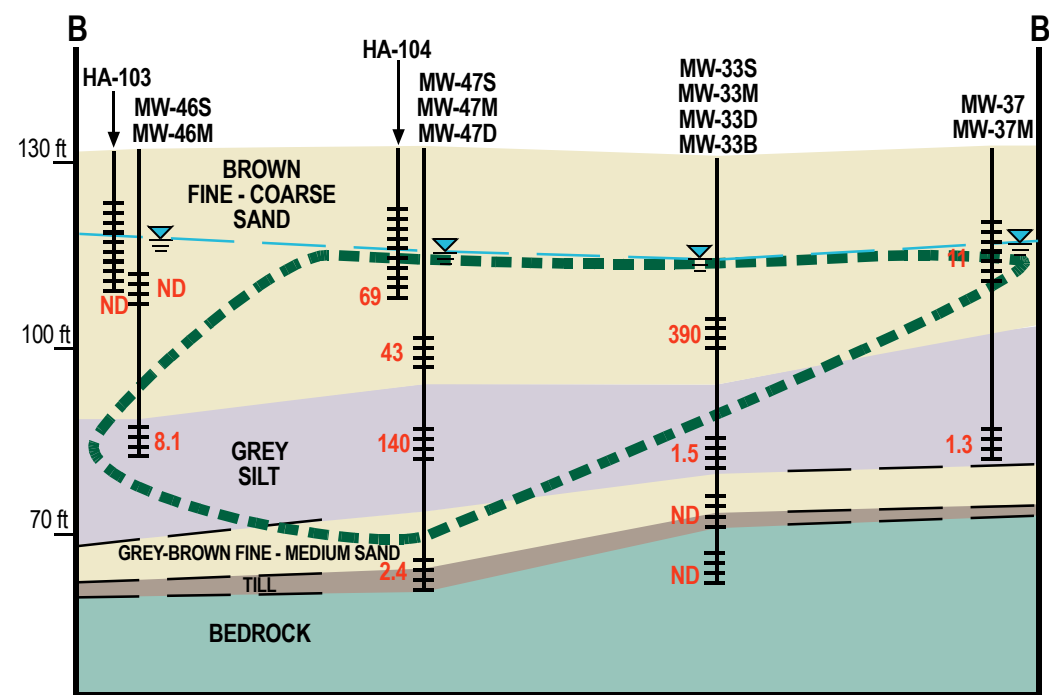 B
B
HA-103
MW-46S
MW-46M
HA-104
MW-47S
MW-47M
MW-47D
MW-33S
MW-33M
MW-33D
MW-33B
MW-37
MW-37M
130 ft
BROWN
FINE - COARSE
SAND
ND
ND
69
11
100 ft
43
390
8.1
GREY
SILT
140
1.5
1.3
70 ft
ND
GREY-BROWN FINE - MEDIUM SAND
2.4
TILL
ND
BEDROCK